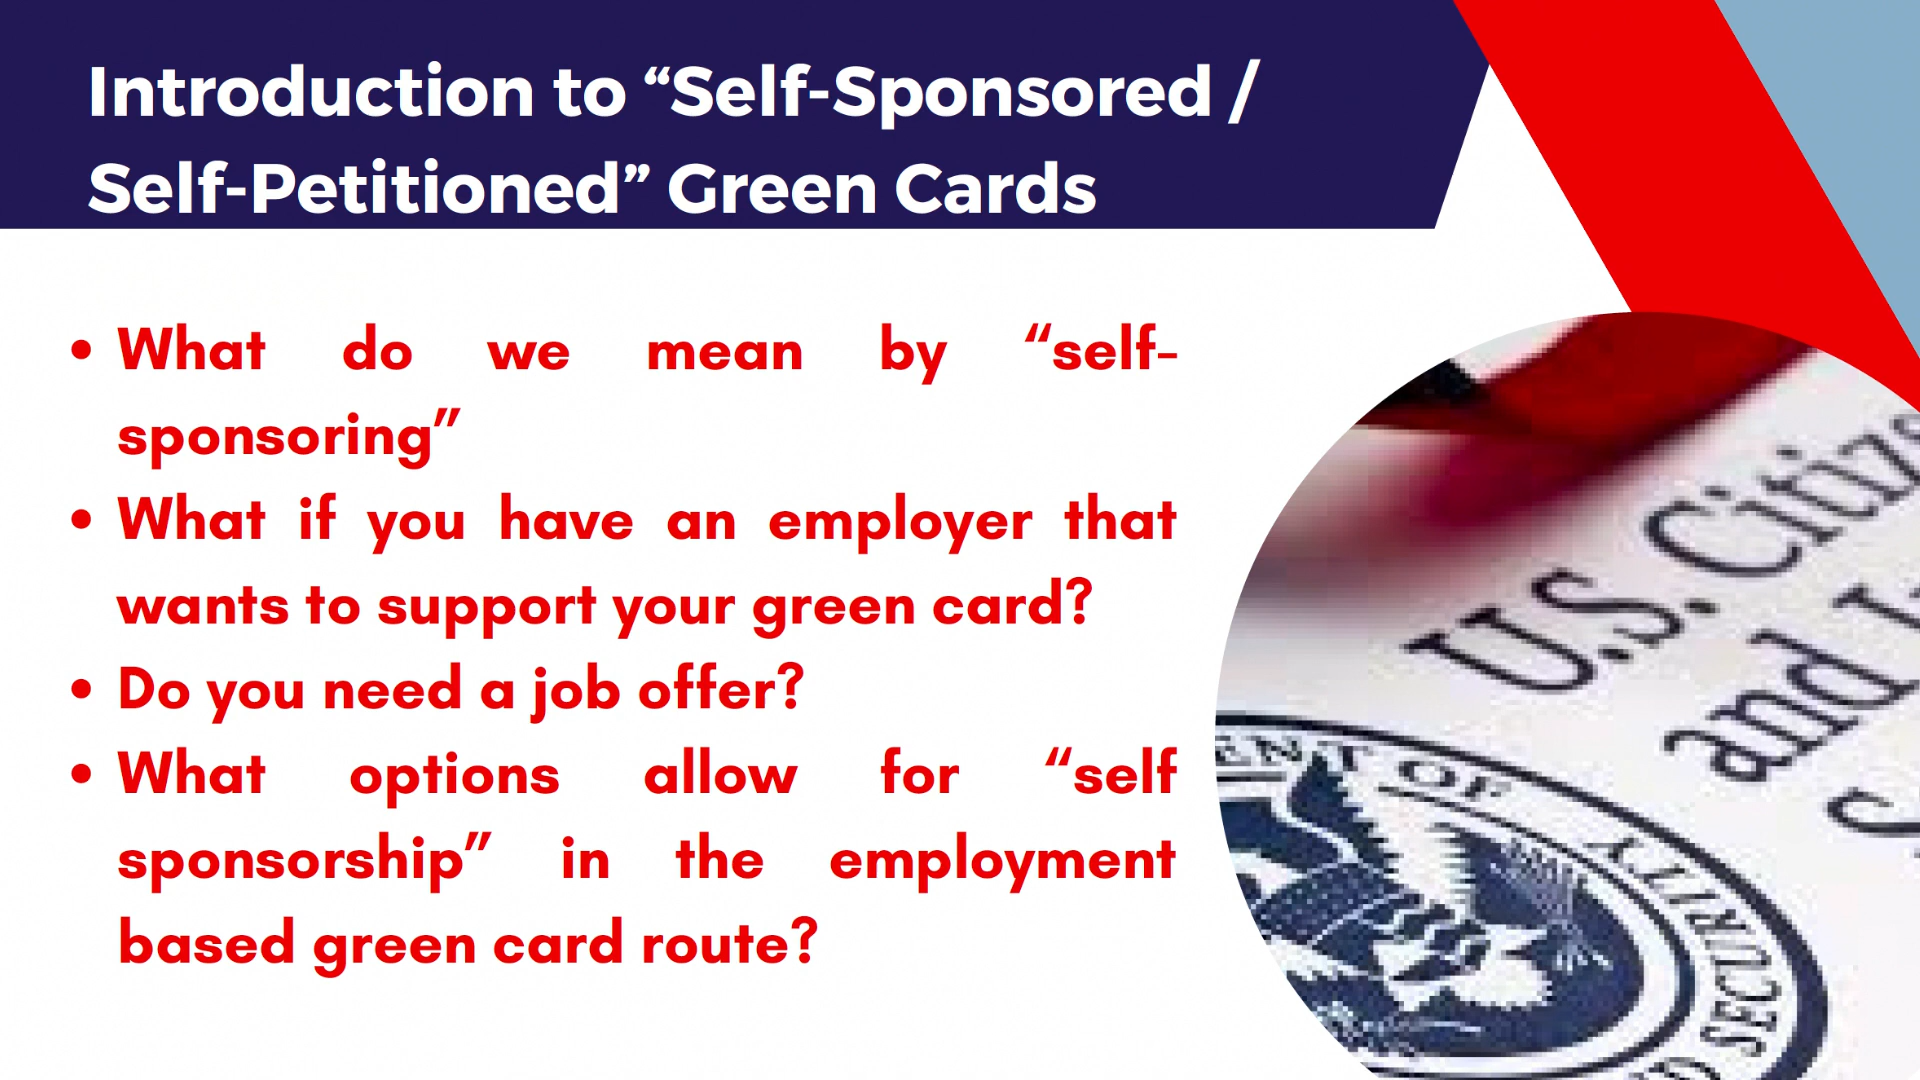 Introduction to “Self-Sponsored /
Self-Petitioned” Green Cards
• What do we mean by “self-
sponsoring”
• What if you have an employer that
wants to support your green card?
• Do you need a job offer?
• What options allow for “self
sponsorship” in the employment
based green card route?
U.S.
and
OF
SECURITY